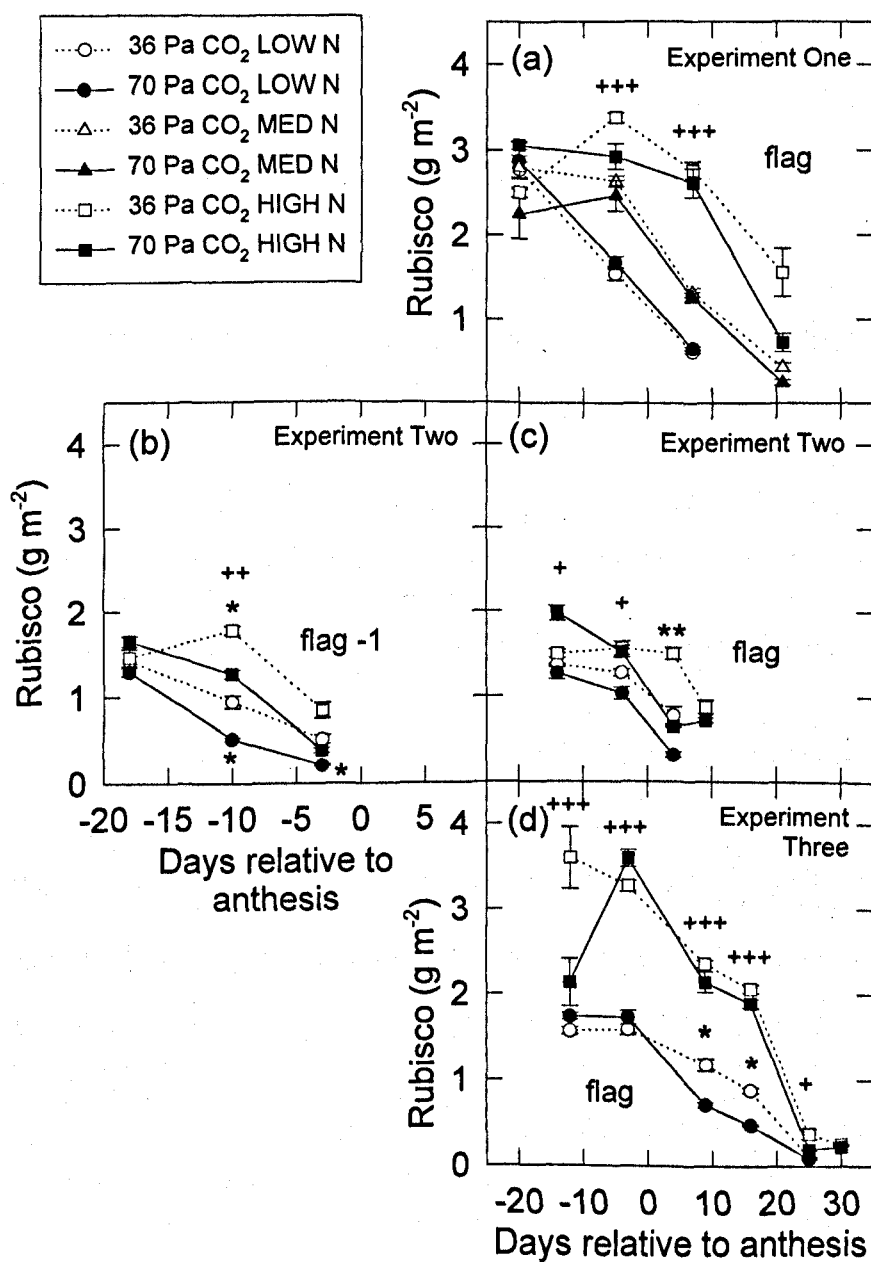 36 Pa CO2 LOW N
70 Pa CO2 LOW N
36 Pa CO2 MED N
70 Pa CO2 MED N
36 Pa CO2 HIGH N
70 Pa CO2 HIGH N
(a) Experiment One
+++
+++
flag
Rubisco (g m-2)
4
3
2
1
(b) Experiment Two
++
*
flag -1
*
*
Rubisco (g m-2)
4
3
2
1
0
-20 -15 -10 -5 0 5
Days relative to
anthesis
(c) Experiment Two
+
+
**
flag
(d) Experiment
Three
+++
+++
+++
+++
*
*
+
flag
Rubisco (g m-2)
4
3
2
1
0
-20 -10 0 10 20 30
Days relative to anthesis